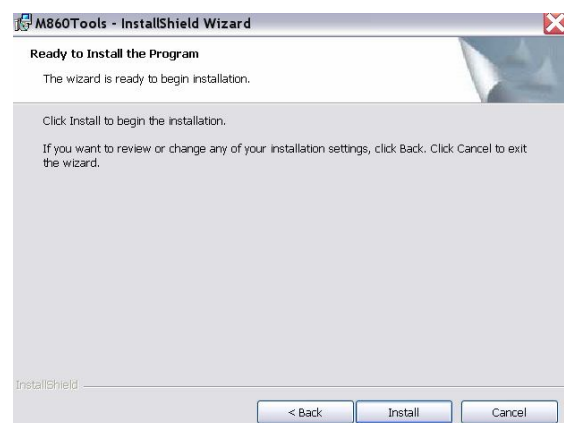 M860Tools - InstallShield Wizard
Ready to Install the Program
The wizard is ready to begin installation.
Click Install to begin the installation.
If you want to review or change any of your installation settings, click Back. Click Cancel to exit
the wizard.
InstallShield
< Back Install Cancel